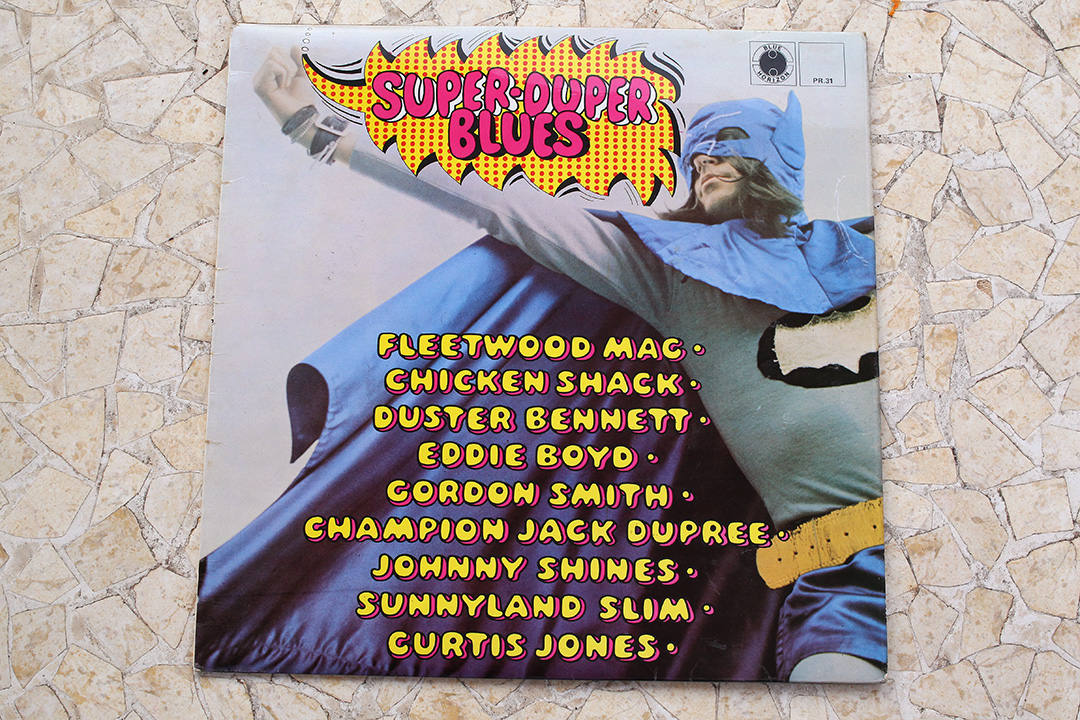 SUPER-DUPER
BLUES
BLUE
HORIZON
PR.31
FLEETWOOD MAC •
CHICKEN SHACK •
DUSTER BENNETT •
EDDIE BOYD •
GORDON SMITH •
CHAMPION JACK DUPREE •
JOHNNY SHINES •
SUNNYLAND SLIM •
CURTIS JONES •